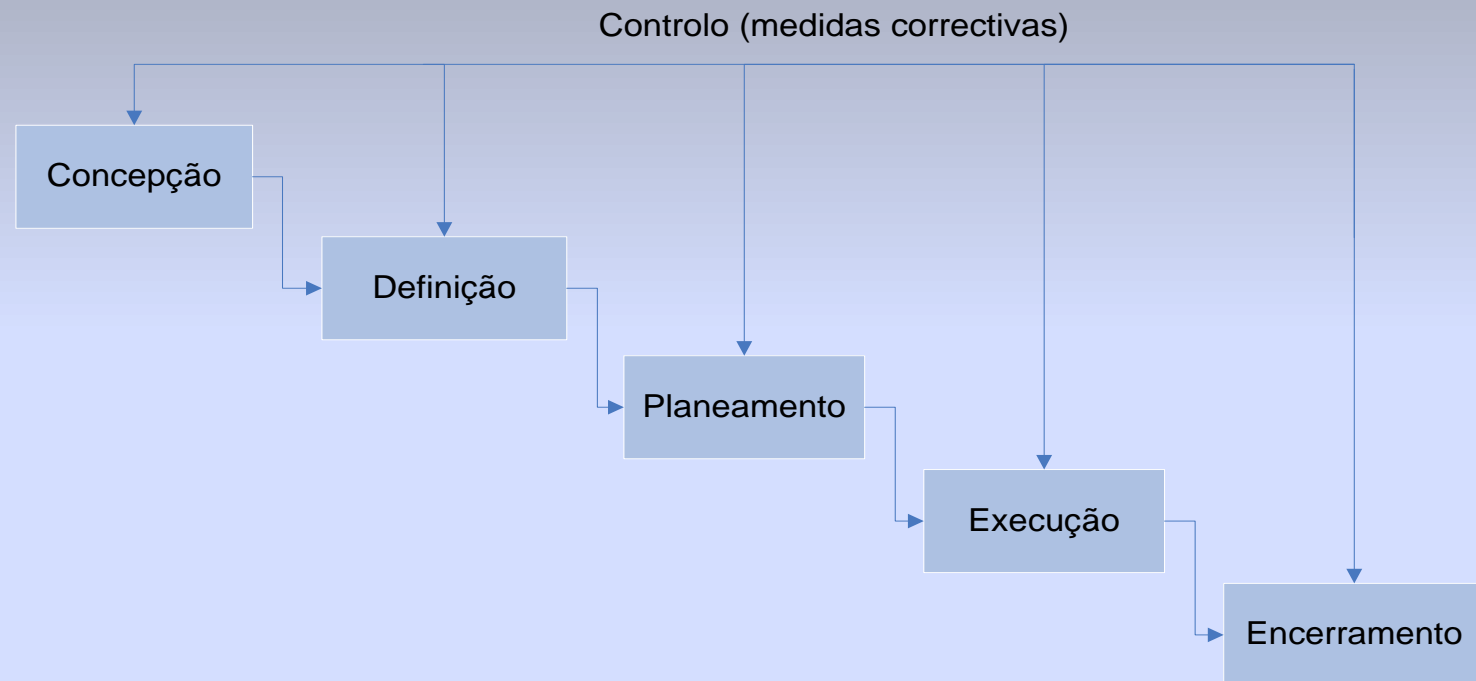 Controlo (medidas correctivas)
Concepção
Definição
Planeamento
Execução
Encerramento